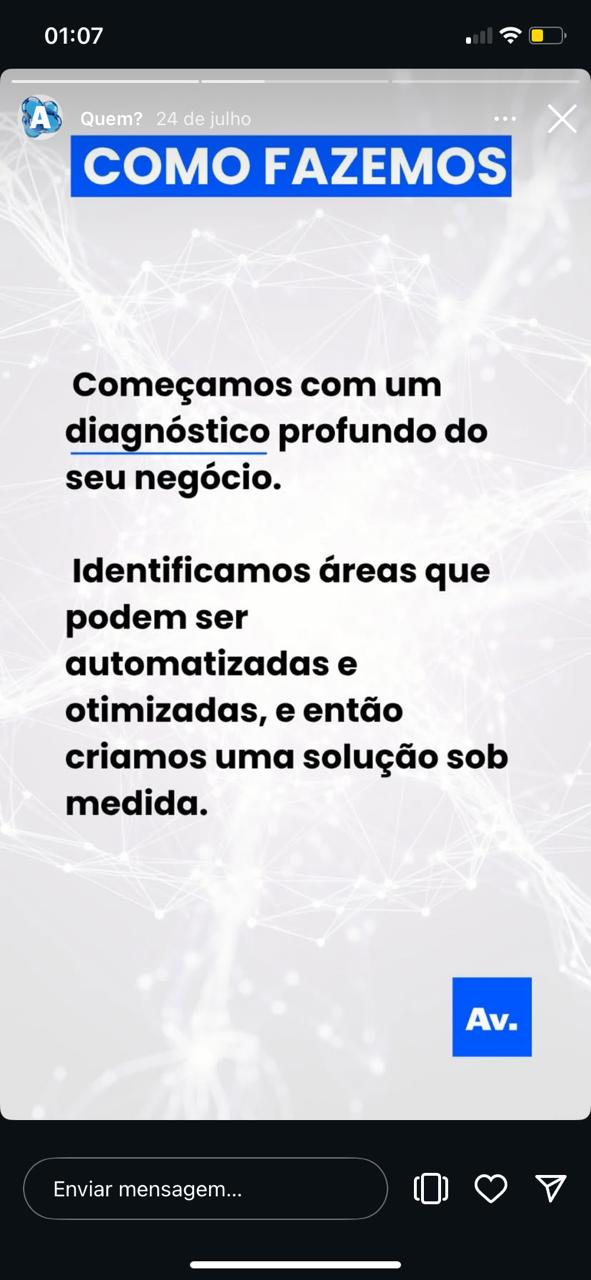 01:07
A Quem? 24 de julho
COMO FAZEMOS
Começamos com um
diagnóstico profundo do
seu negócio.
Identificamos áreas que
podem ser
automatizadas e
otimizadas, e então
criamos uma solução sob
medida.
Av.
Enviar mensagem...